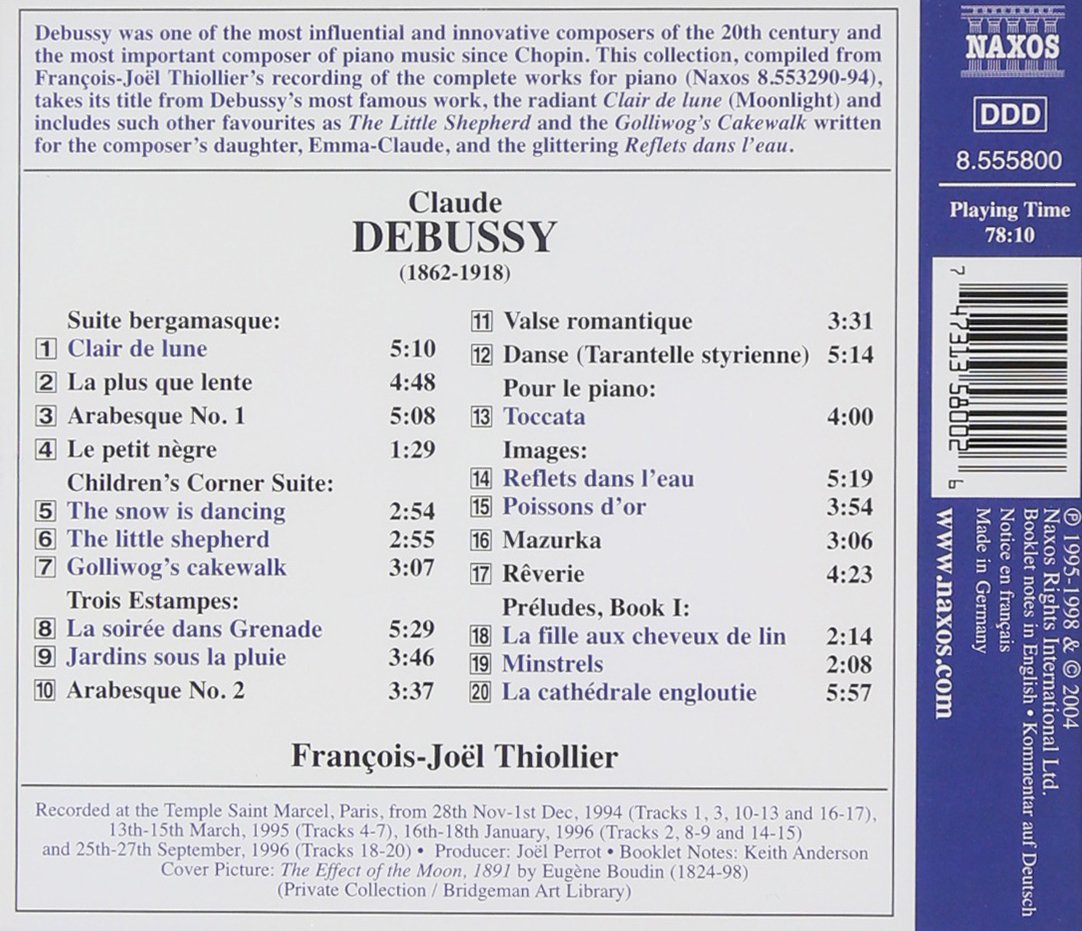 Debussy was one of the most influential and innovative composers of the 20th century and
the most important composer of piano music since Chopin. This collection, compiled from
François-Joël Thiollier's recording of the complete works for piano (Naxos 8.553290-94),
takes its title from Debussy's most famous work, the radiant Clair de lune (Moonlight) and
includes such other favourites as The Little Shepherd and the Golliwog's Cakewalk written
for the composer's daughter, Emma-Claude, and the glittering Reflets dans l'eau.
Claude
DEBUSSY
(1862-1918)
Suite bergamasque:
1 Clair de lune 5:10
2 La plus que lente 4:48
3 Arabesque No. 1 5:08
4 Le petit nègre 1:29
Children's Corner Suite:
5 The snow is dancing 2:54
6 The little shepherd 2:55
7 Golliwog's cakewalk 3:07
Trois Estampes:
8 La soirée dans Grenade 5:29
9 Jardins sous la pluie 3:46
10 Arabesque No. 2 3:37
11 Valse romantique 3:31
12 Danse (Tarantelle styrienne) 5:14
Pour le piano:
13 Toccata 4:00
Images:
14 Reflets dans l'eau 5:19
15 Poissons d'or 3:54
16 Mazurka 3:06
17 Rêverie 4:23
Préludes, Book I:
18 La fille aux cheveux de lin 2:14
19 Minstrels 2:08
20 La cathédrale engloutie 5:57
François-Joël Thiollier
Recorded at the Temple Saint Marcel, Paris, from 28th Nov-1st Dec, 1994 (Tracks 1, 3, 10-13 and 16-17),
13th-15th March, 1995 (Tracks 4-7), 16th-18th January, 1996 (Tracks 2, 8-9 and 14-15)
and 25th-27th September, 1996 (Tracks 18-20) • Producer: Joël Perrot • Booklet Notes: Keith Anderson
Cover Picture: The Effect of the Moon, 1891 by Eugène Boudin (1824-98)
(Private Collection / Bridgeman Art Library)
NAXOS
DDD
8.555800
Playing Time
78:10
7 47313 58002 6
℗ 1995-1998 & © 2004
Naxos Rights International Ltd.
Booklet notes in English • Kommentar auf Deutsch
Notice en français
Made in Germany
www.naxos.com